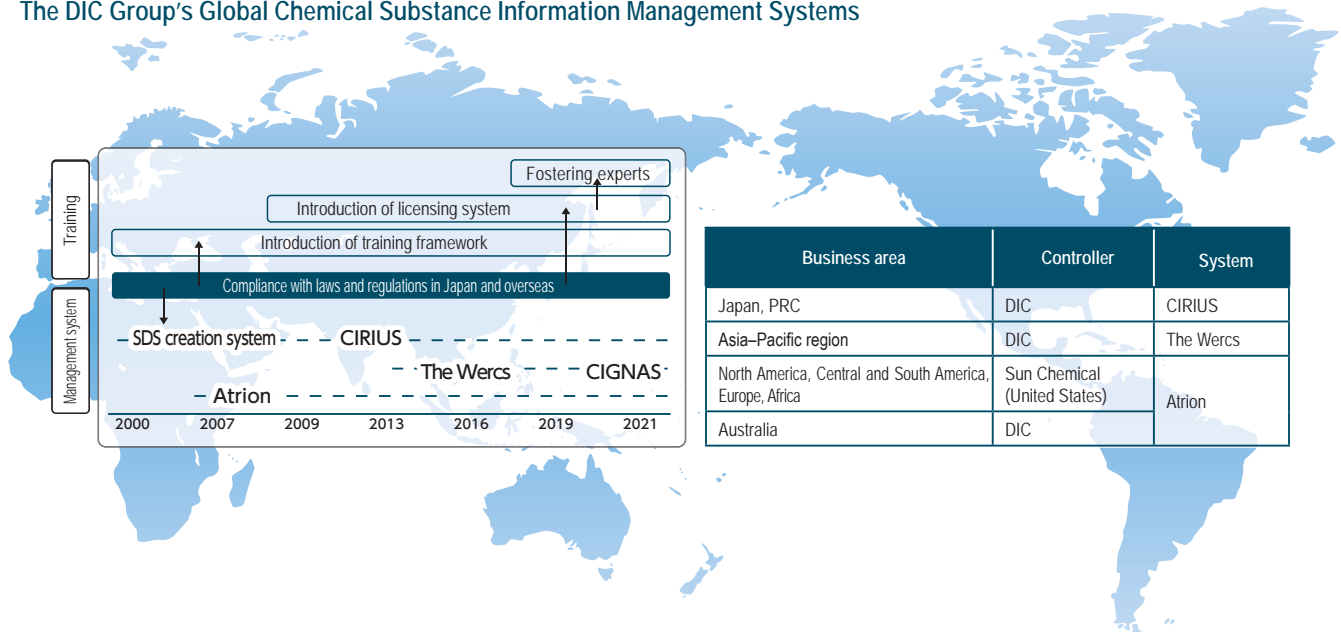 The DIC Group's Global Chemical Substance Information Management Systems
Training
Fostering experts
Introduction of licensing system
Introduction of training framework
Management system
Compliance with laws and regulations in Japan and overseas
SDS creation system
CIRIUS
The Wercs
CIGNAS
Atrion
2000 2007 2009 2013 2016 2019 2021
Business area Controller System
Japan, PRC DIC CIRIUS
Asia–Pacific region DIC The Wercs
North America, Central and South America,
Europe, Africa
Sun Chemical
(United States)
Atrion
Australia DIC